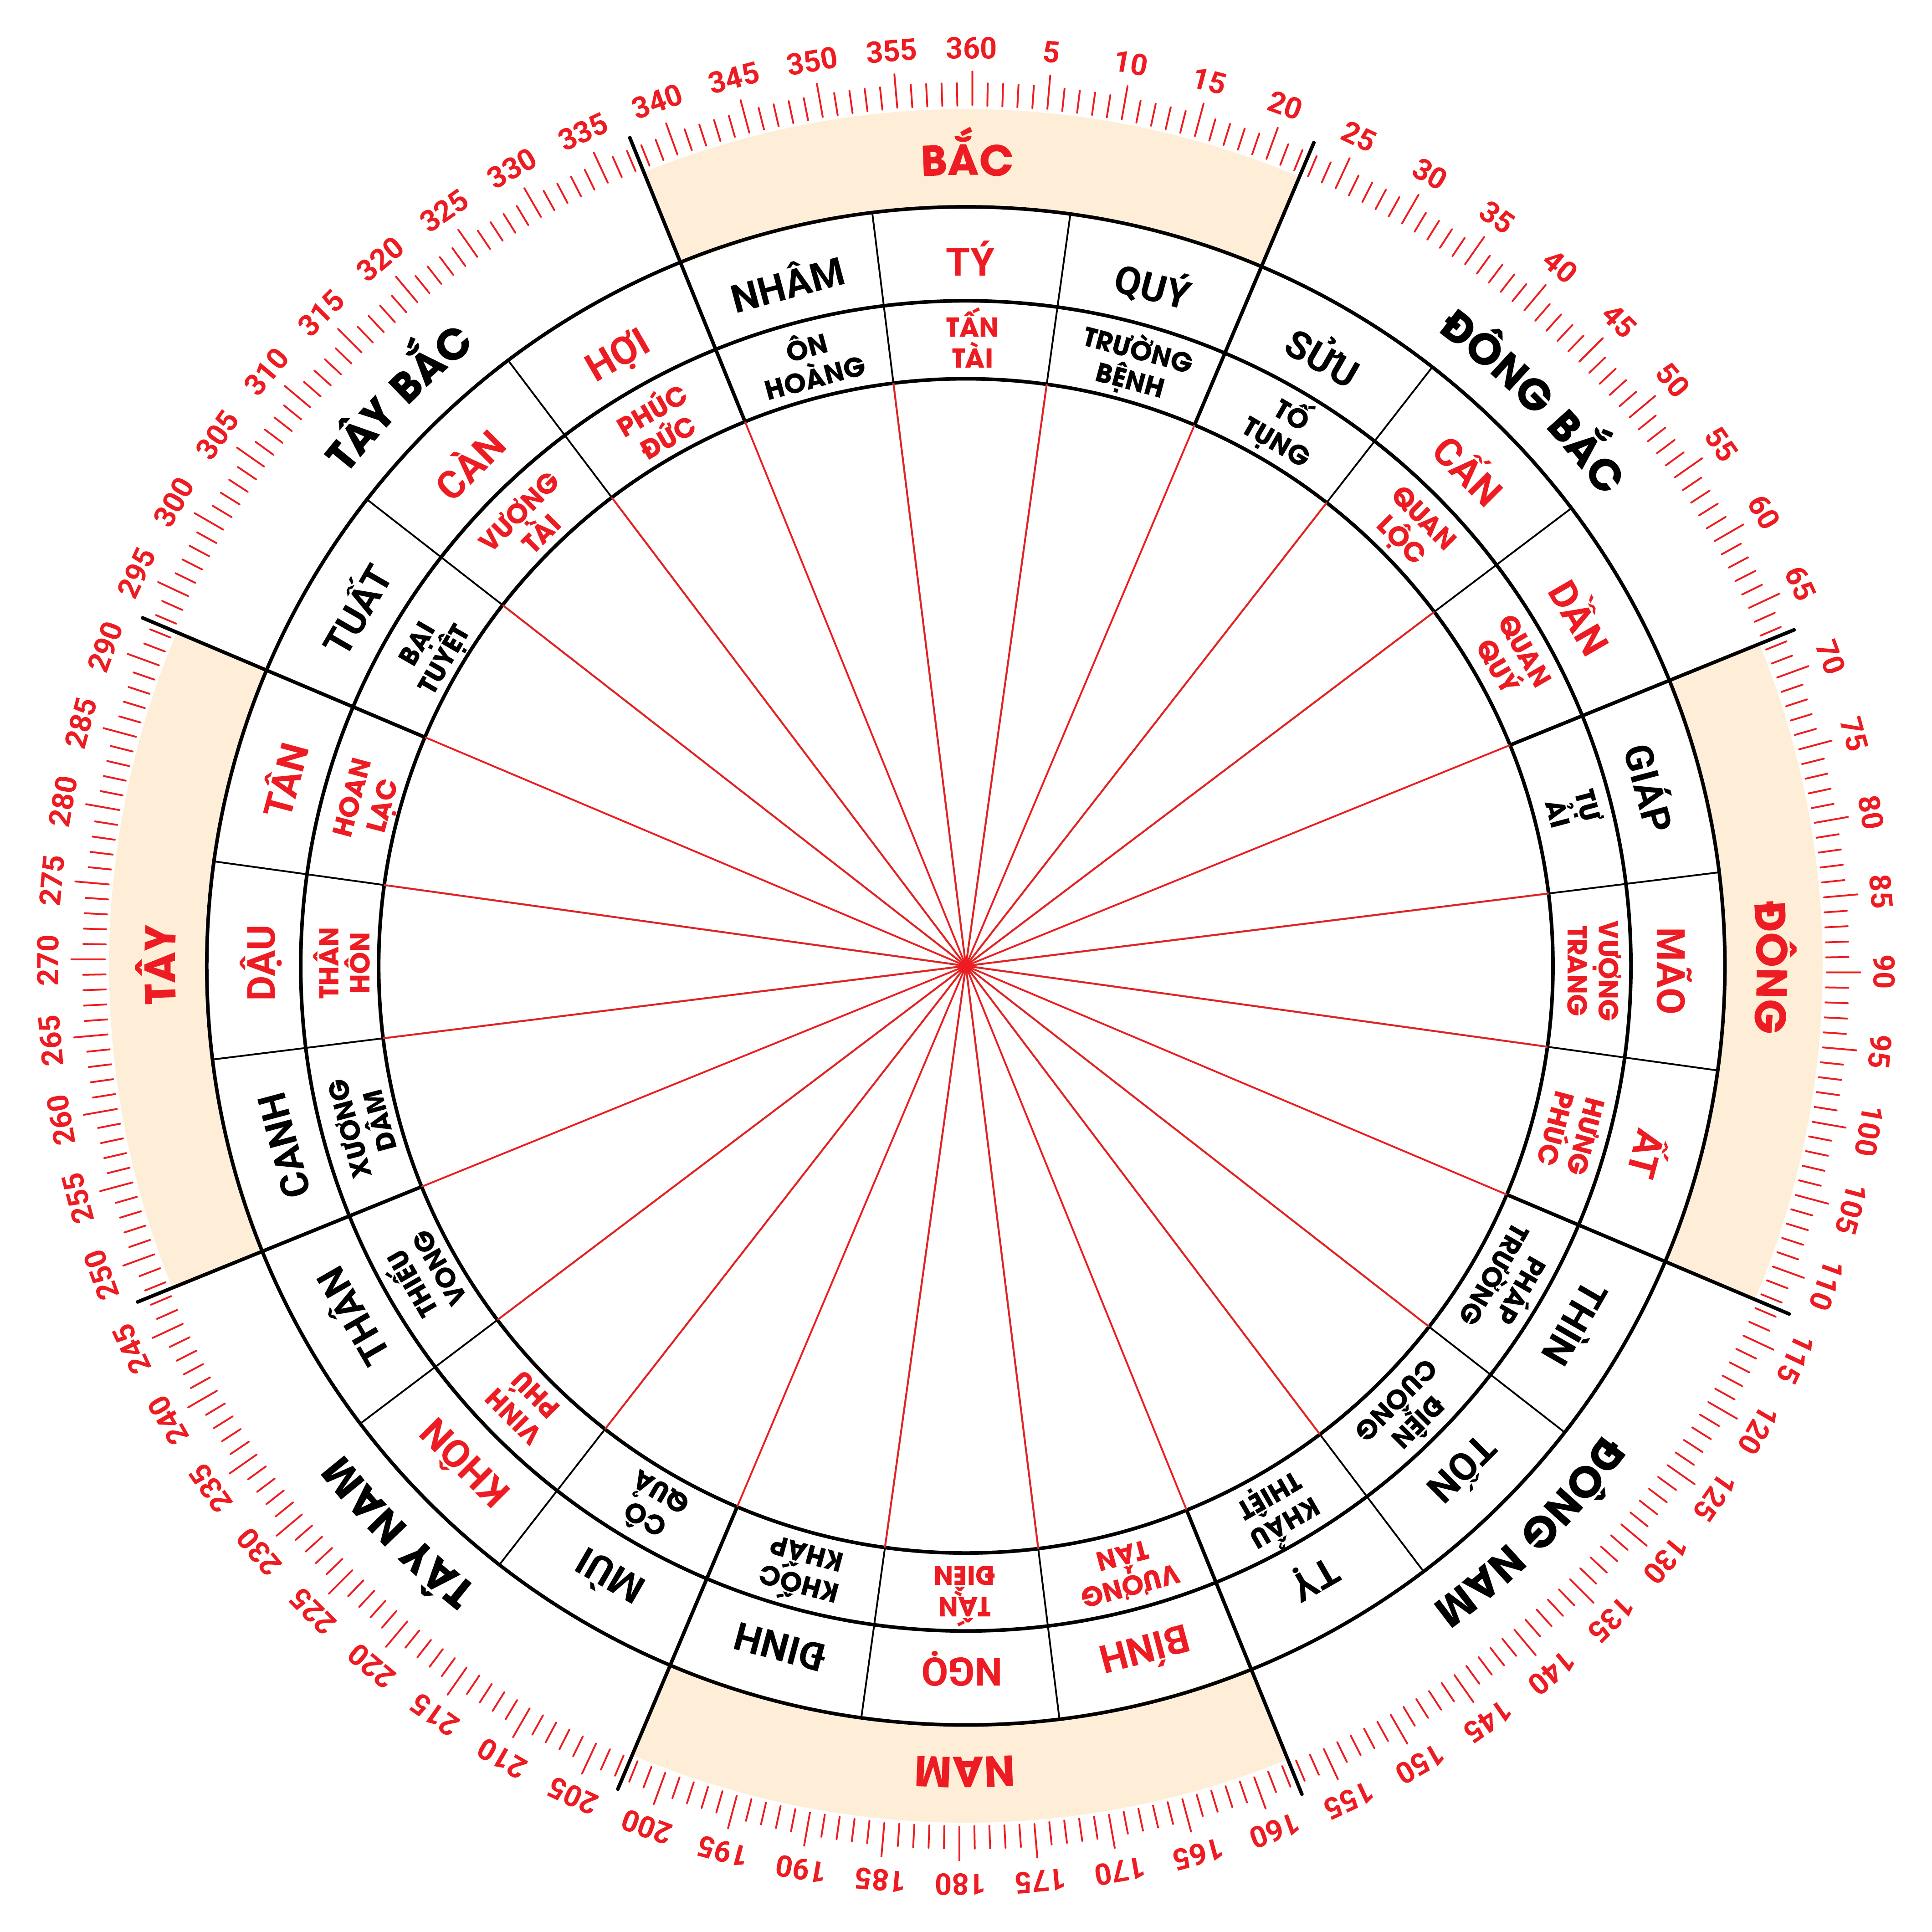 360
5
10
15
20
25
30
35
40
45
50
55
60
65
70
75
80
85
90
95
100
105
110
115
120
125
130
135
140
145
150
155
160
165
170
175
180
185
190
195
200
205
210
215
220
225
230
235
240
245
250
255
260
265
270
275
280
285
290
295
300
305
310
315
320
325
330
335
340
345
350
355
BẮC
ĐÔNG BẮC
ĐÔNG
ĐÔNG NAM
NAM
TÂY NAM
TÂY
TÂY BẮC
NHÂM
TÝ
QUÝ
SỬU
CẤN
DẦN
GIÁP
MÃO
ẤT
THÌN
TỐN
TỴ
BÍNH
NGỌ
ĐINH
MÙI
KHÔN
THÂN
CANH
DẬU
TÂN
TUẤT
CÀN
HỢI
ÔN
HOÀNG
TẤN
TÀI
TRƯỜNG
BỆNH
TỐ
TỤNG
QUAN
LỘC
QUAN
QUÝ
TỰ
ẢI
VƯỢNG
TRANG
HƯNG
PHÚC
PHÁP
TRƯỜNG
ĐIÊN
CUỒNG
KHẨU
THIỆT
VƯỢNG
TÂN
TẤN
ĐIỀN
KHỐC
KHẤP
CÔ
QUẢ
VINH
PHÚ
THIẾU
VONG
XƯỚNG
DÂM
THÂN
HÔN
HOAN
LẠC
BẠI
TUYỆT
VƯỢNG
TÀI
PHÚC
ĐỨC